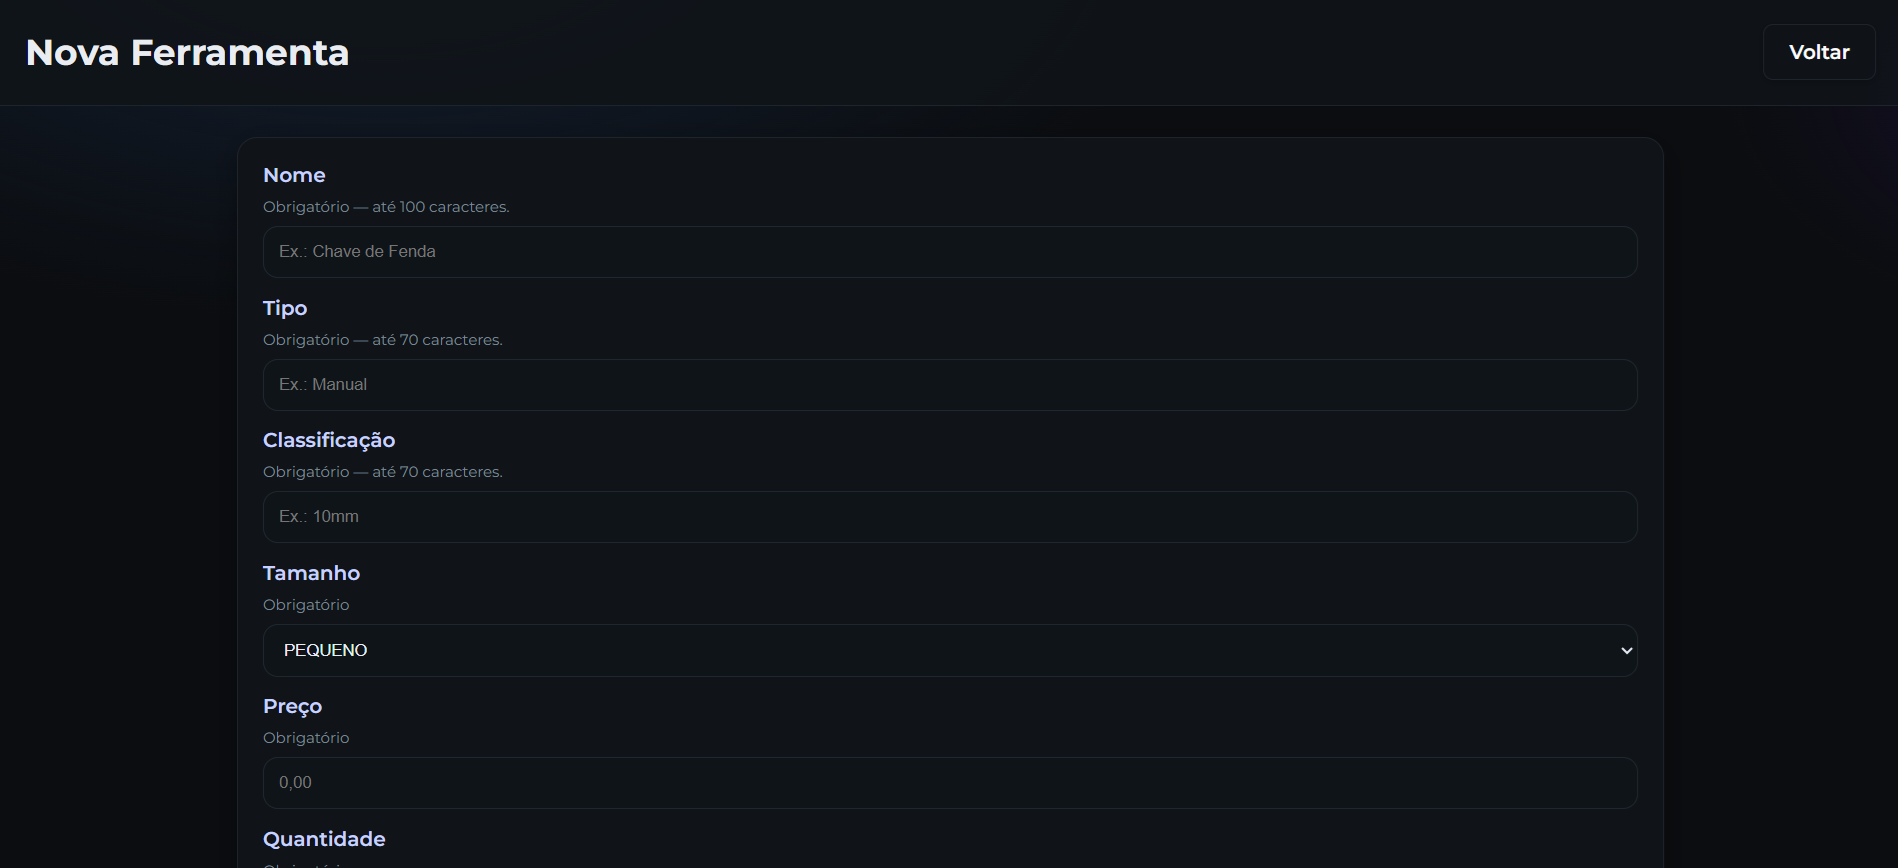 Nova Ferramenta
Voltar
Nome
Obrigatório — até 100 caracteres.
Ex.: Chave de Fenda
Tipo
Obrigatório — até 70 caracteres.
Ex.: Manual
Classificação
Obrigatório — até 70 caracteres.
Ex.: 10mm
Tamanho
Obrigatório
PEQUENO
Preço
Obrigatório
0,00
Quantidade